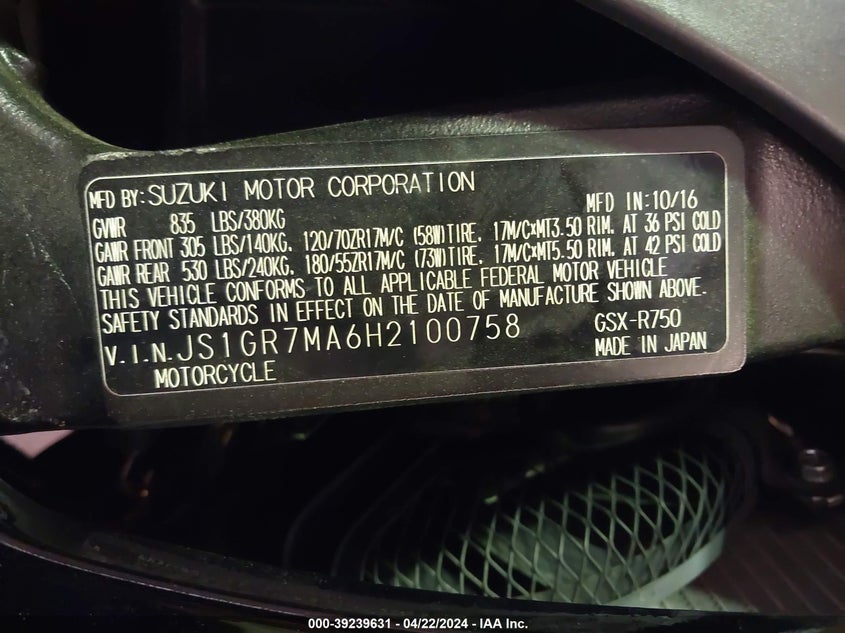 MFD BY: SUZUKI MOTOR CORPORATION MFD IN: 10/16
GVWR 835 LBS/380KG
GAWR FRONT 305 LBS/140KG, 120/70ZR17M/C (58W)TIRE, 17M/C×MT3.50 RIM, AT 36 PSI COLD
GAWR REAR 530 LBS/240KG, 180/55ZR17M/C (73W)TIRE, 17M/C×MT5.50 RIM, AT 42 PSI COLD
THIS VEHICLE CONFORMS TO ALL APPLICABLE FEDERAL MOTOR VEHICLE
SAFETY STANDARDS IN EFFECT ON THE DATE OF MANUFACTURE SHOWN ABOVE.
V.I.N. JS1GR7MA6H2100758 GSX-R750
MOTORCYCLE MADE IN JAPAN
000-39239631 - 04/22/2024 - IAA Inc.